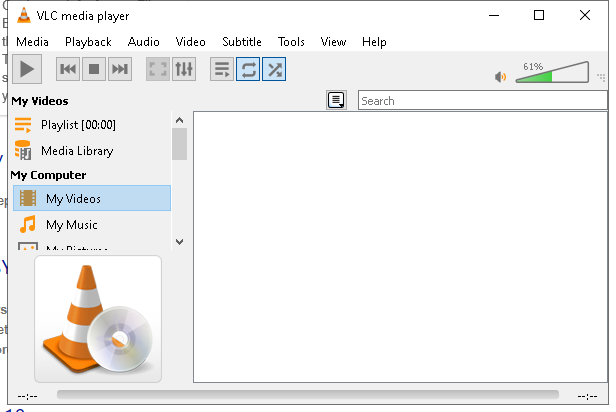 VLC media player
Media Playback Audio Video Subtitle Tools View Help
61%
My Videos
Search
Playlist [00:00]
Media Library
My Computer
My Videos
My Music
My Pictures
--:-- --:--